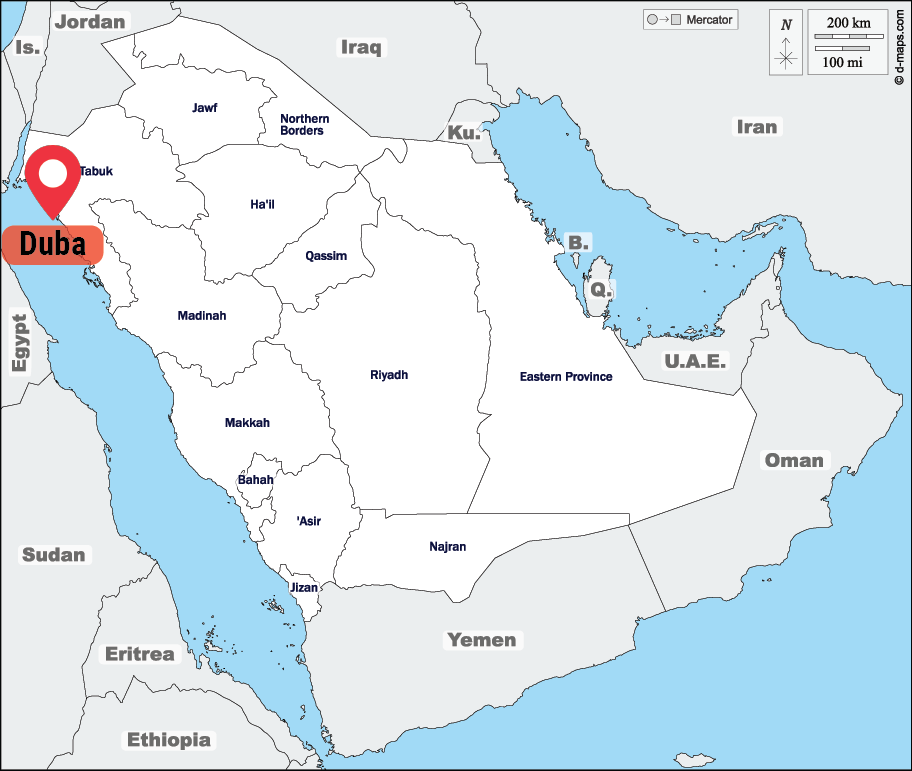 Jordan
Is.
Iraq
Mercator
N
200 km
100 mi
© d-maps.com
Jawf
Northern
Borders
Ku.
Iran
Tabuk
Ha'il
Duba
Qassim
B.
Q.
Madinah
Egypt
Riyadh
Eastern Province
U.A.E.
Makkah
Oman
Bahah
'Asir
Najran
Sudan
Jizan
Yemen
Eritrea
Ethiopia